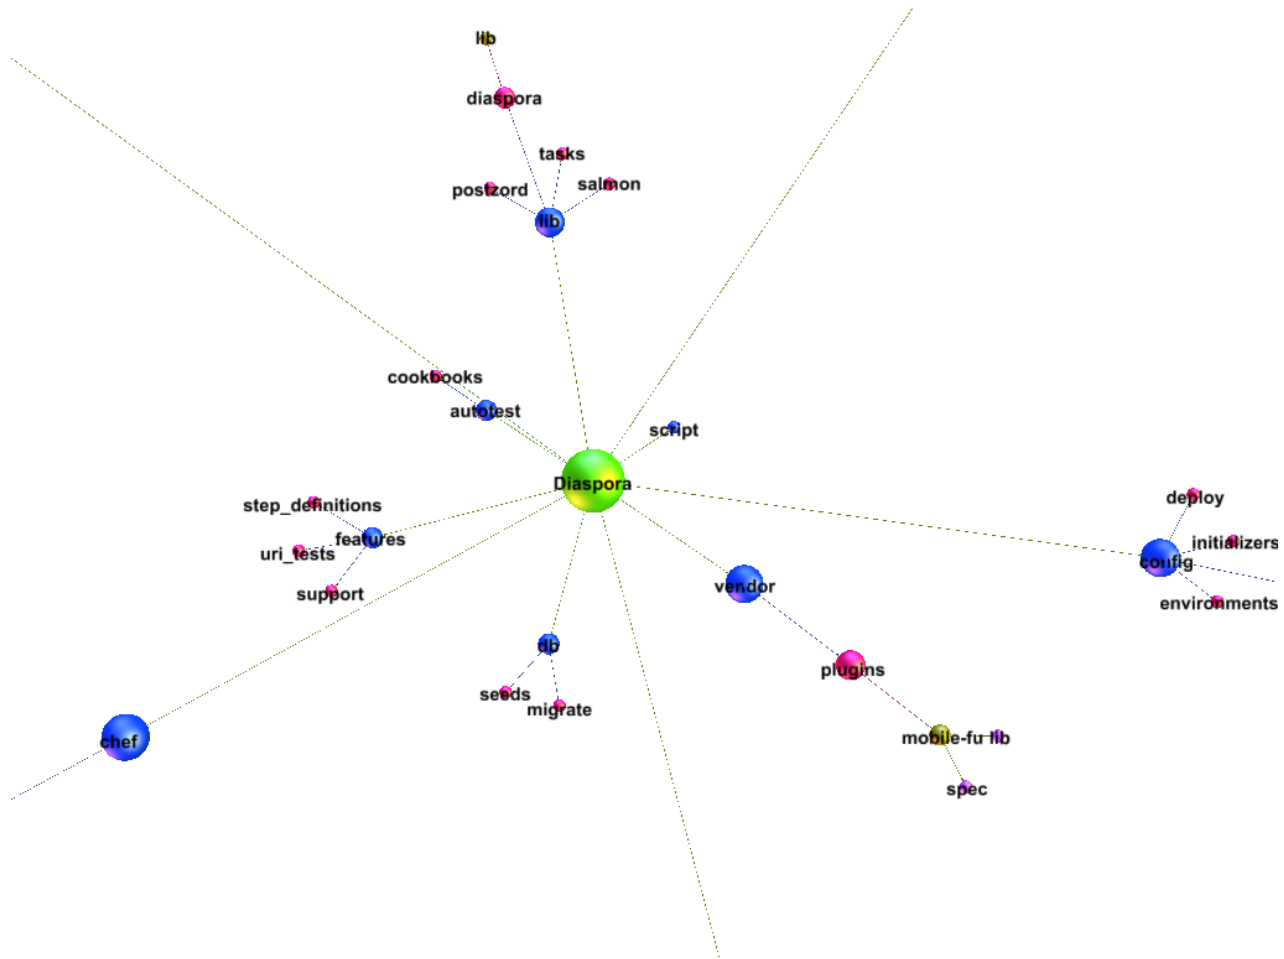 lib
diaspora
tasks
salmon
postzord
lib
cookbooks
autotest
script
Diaspora
step_definitions
features
uri_tests
support
deploy
initializers
config
environments
vendor
db
plugins
seeds
migrate
chef
mobile-fu lib
spec